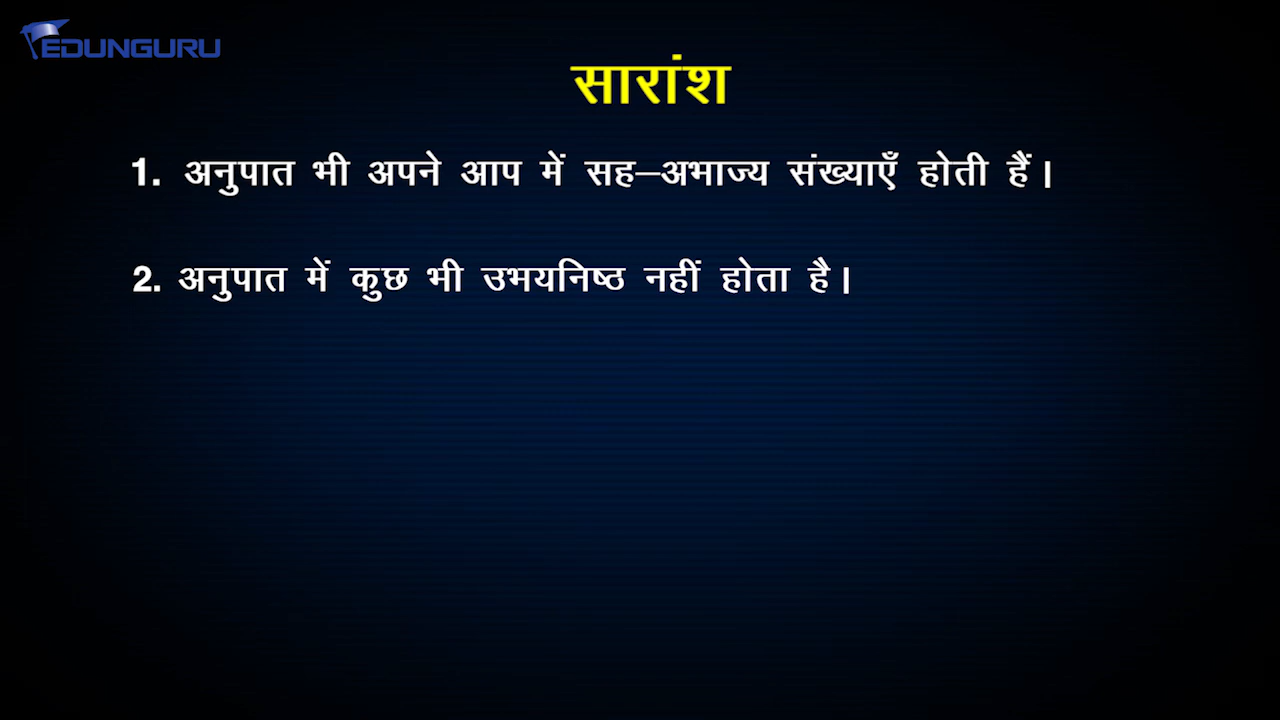 EDUNGURU
सारांश
1. अनुपात भी अपने आप में सह–अभाज्य संख्याएँ होती हैं।
2. अनुपात में कुछ भी उभयनिष्ठ नहीं होता है।